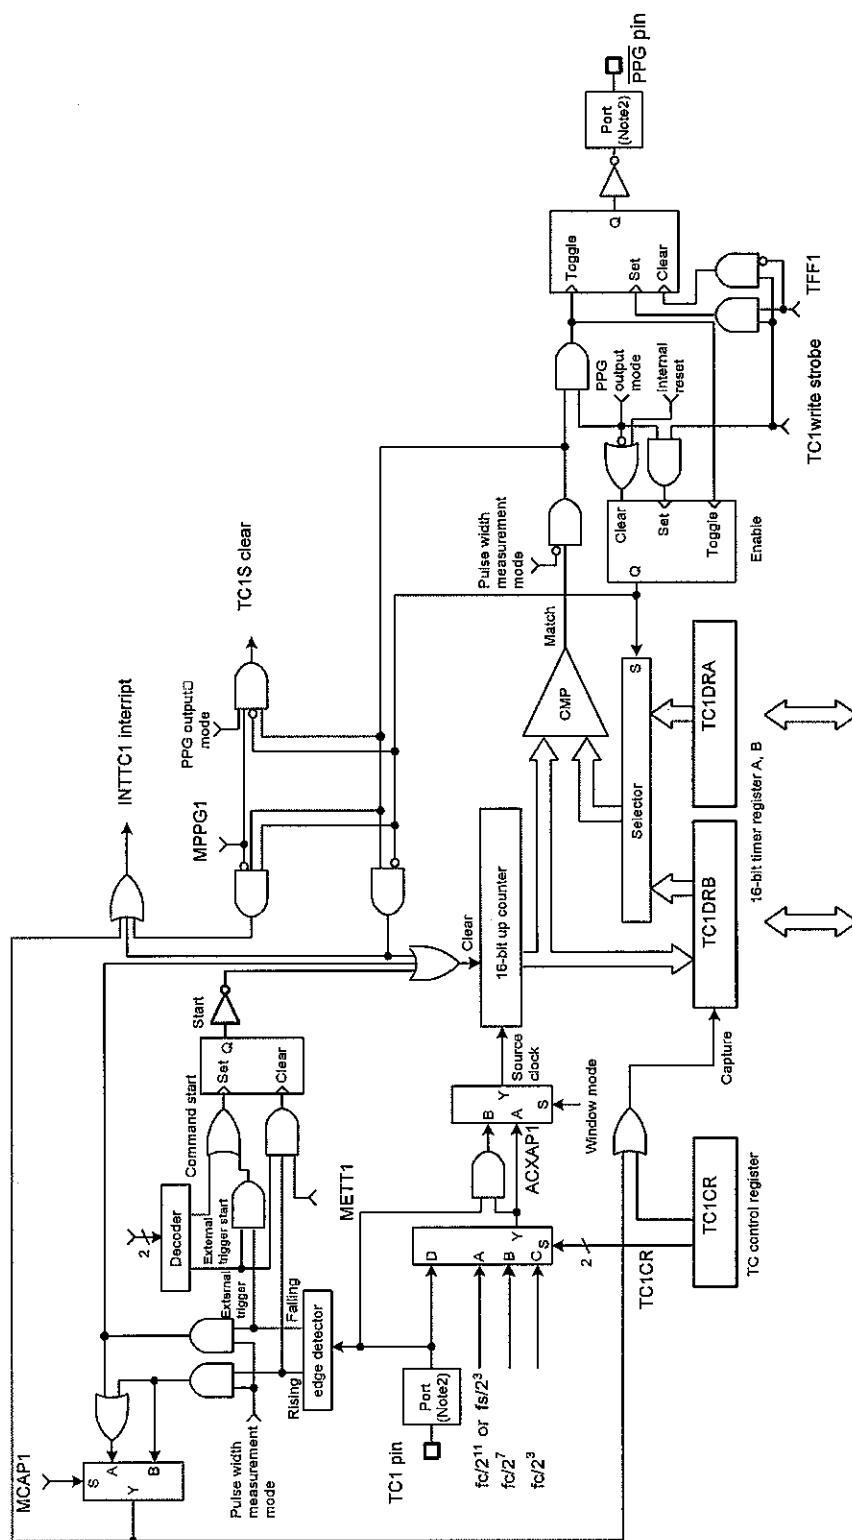 MCAP1
S
A
B
Y
Pulse width
measurement
mode
Rising
Falling
edge detector
External
trigger
External
trigger start
2
Decoder
Command start
METT1
Set
Q
Clear
Start
INTTC1 interript
MPPG1
PPG output□
mode
TC1S clear
TC1 pin
Port
(Note2)
fc/2¹¹ or fs/2³
fc/2⁷
fc/2³
D
A
B
C
Y
S
2
TC1CR
ACXAP1
B
A
Y
S
Window mode
Source
clock
Clear
16-bit up counter
CMP
Match
Pulse width
measurement
mode
TC1CR
TC control register
Capture
TC1DRB
TC1DRA
16-bit timer register A, B
Selector
S
Q
Clear
Set
Toggle
Enable
PPG
output
mode
Internal
reset
TC1write strobe
TFF1
Toggle
Set
Clear
Q
Port
(Note2)
PPG pin